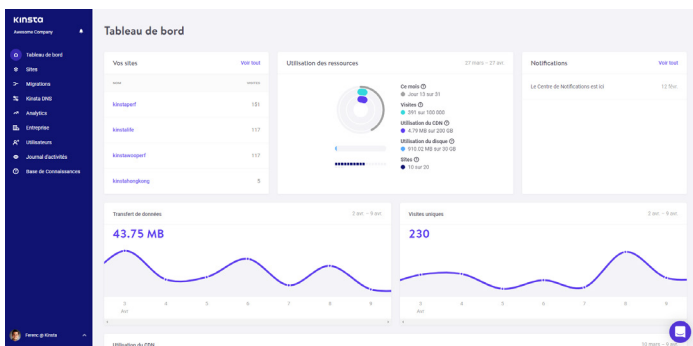 KINSTA
Awesome Company
Tableau de bord
Sites
Migrations
Kinsta DNS
Analytics
Entreprise
Utilisateurs
Journal d'activités
Base de Connaissances
Ferenc @ Kinsta
Tableau de bord
Vos sites
Voir tout
kinstaperf
151
kinstalife
117
kinstawooperf
117
kinstahongkong
5
Utilisation des ressources
27 mars – 27 avr.
Ce mois
Jour 13 sur 31
Visites
391 sur 100 000
Utilisation du CDN
4.79 MB sur 200 GB
Utilisation du disque
910.02 MB sur 30 GB
Sites
10 sur 20
Notifications
Voir tout
Le Centre de Notifications est ici
12 févr.
Transfert de données
2 avr. – 9 avr.
43.75 MB
3 4 5 6 7 8 9
Avr
Visites uniques
2 avr. – 9 avr.
230
3 4 5 6 7 8 9
Avr
Utilisation du CDN